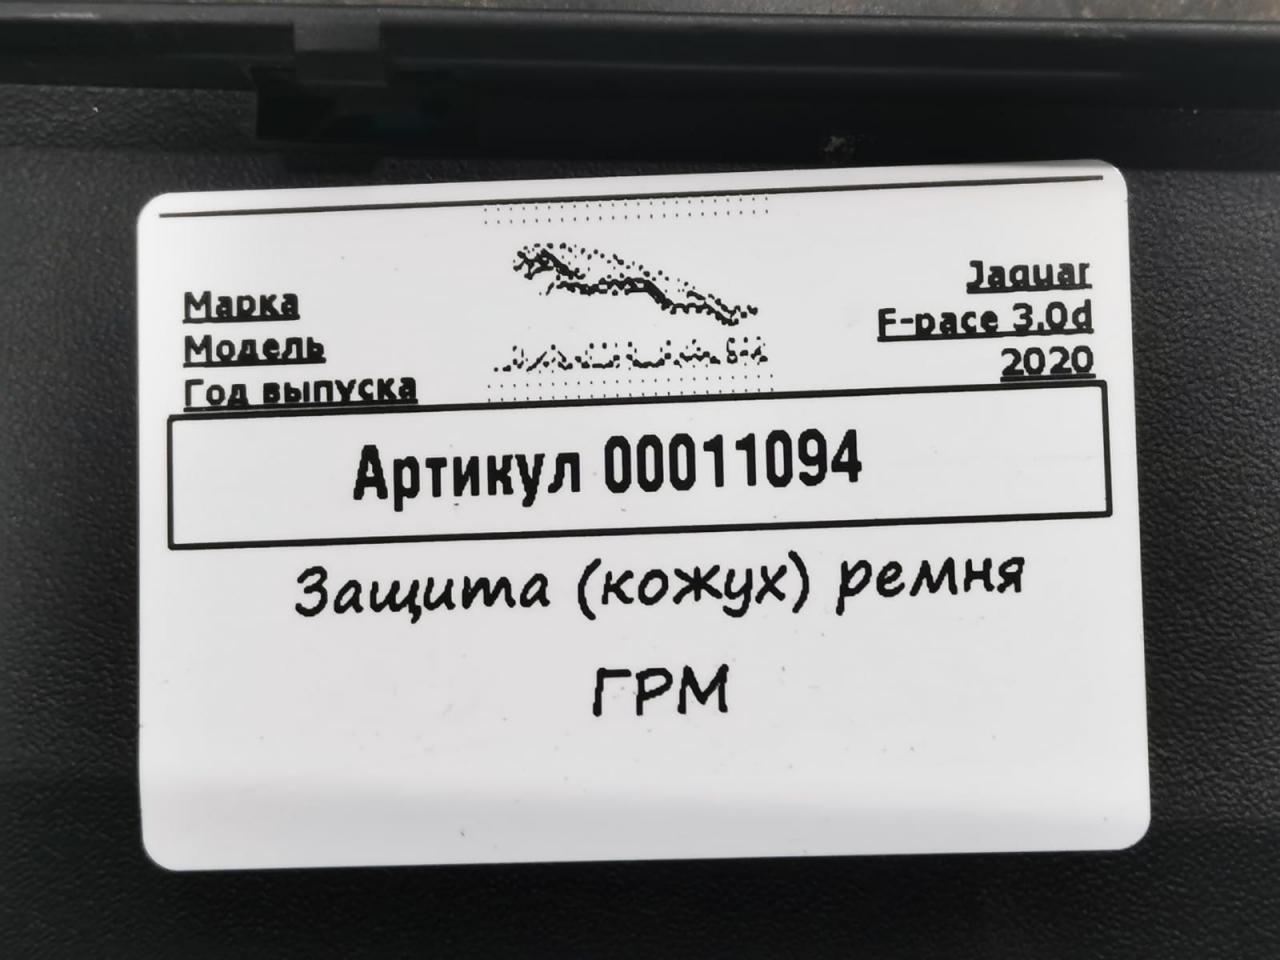 Марка Jaguar
Модель F-pace 3.0d
Год выпуска 2020
Артикул 00011094
Защита (кожух) ремня
ГРМ